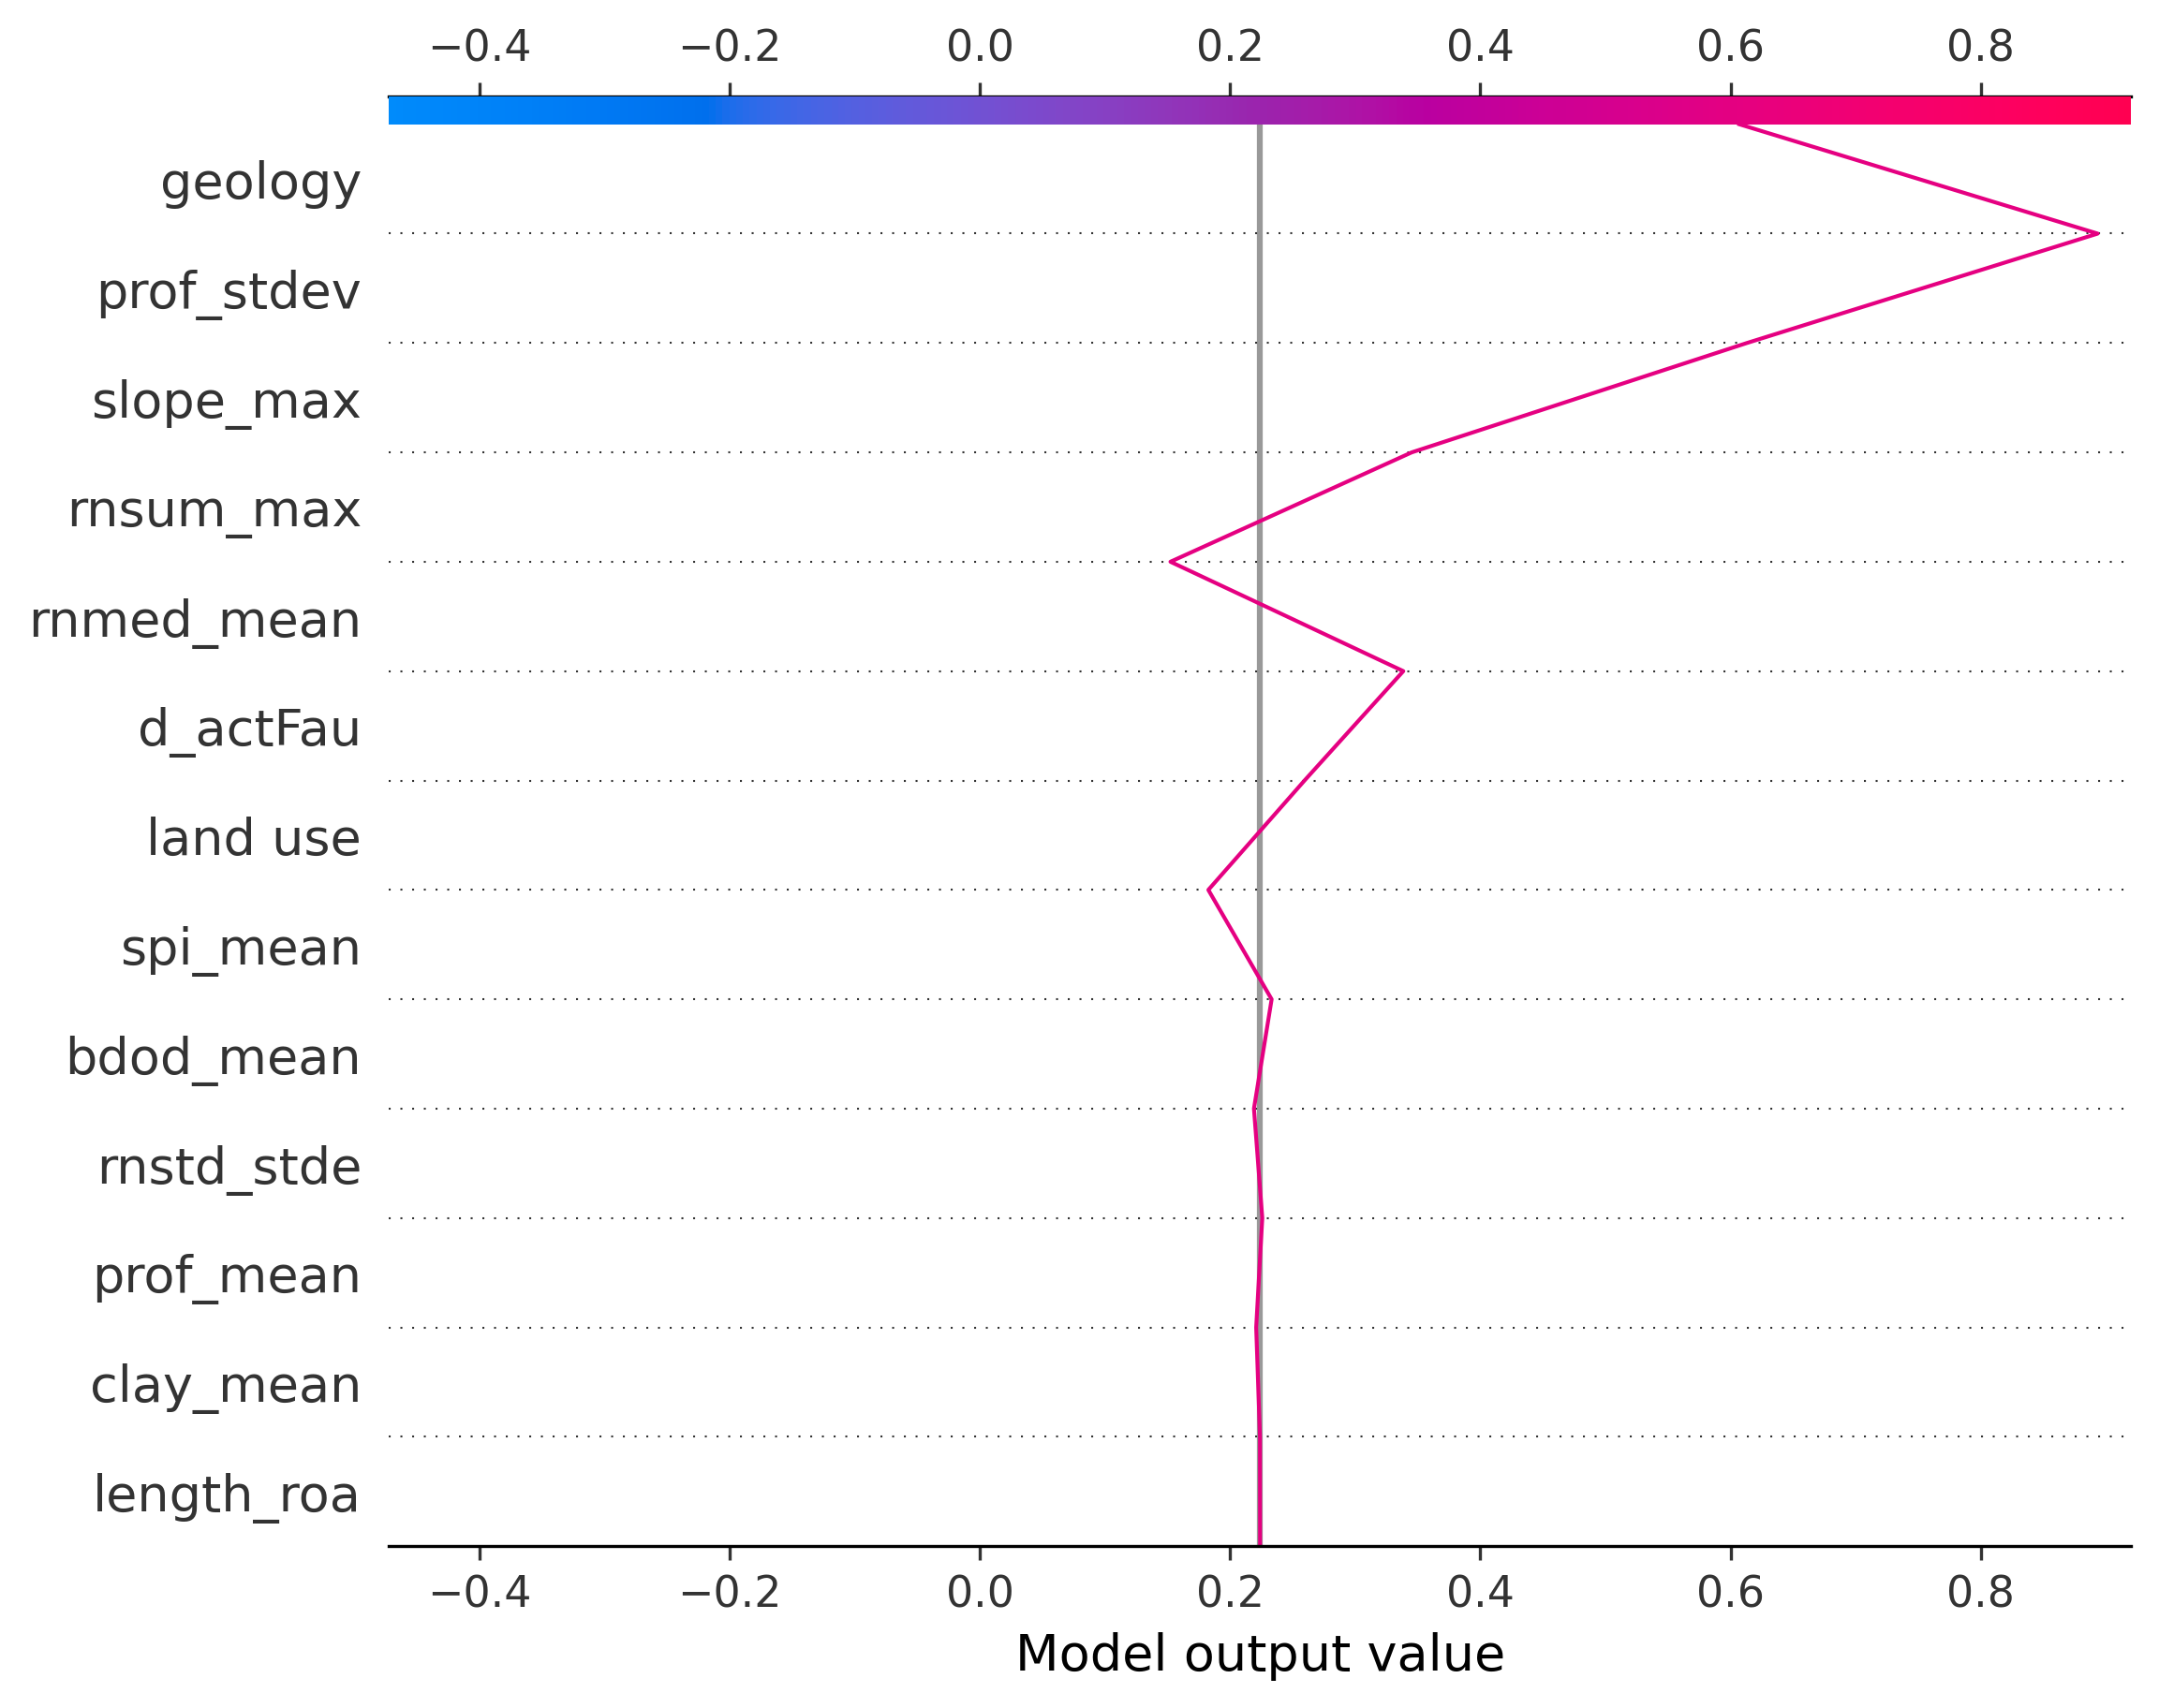 −0.4 −0.2 0.0 0.2 0.4 0.6 0.8
geology
prof_stdev
slope_max
rnsum_max
rnmed_mean
d_actFau
land use
spi_mean
bdod_mean
rnstd_stde
prof_mean
clay_mean
length_roa
−0.4 −0.2 0.0 0.2 0.4 0.6 0.8
Model output value